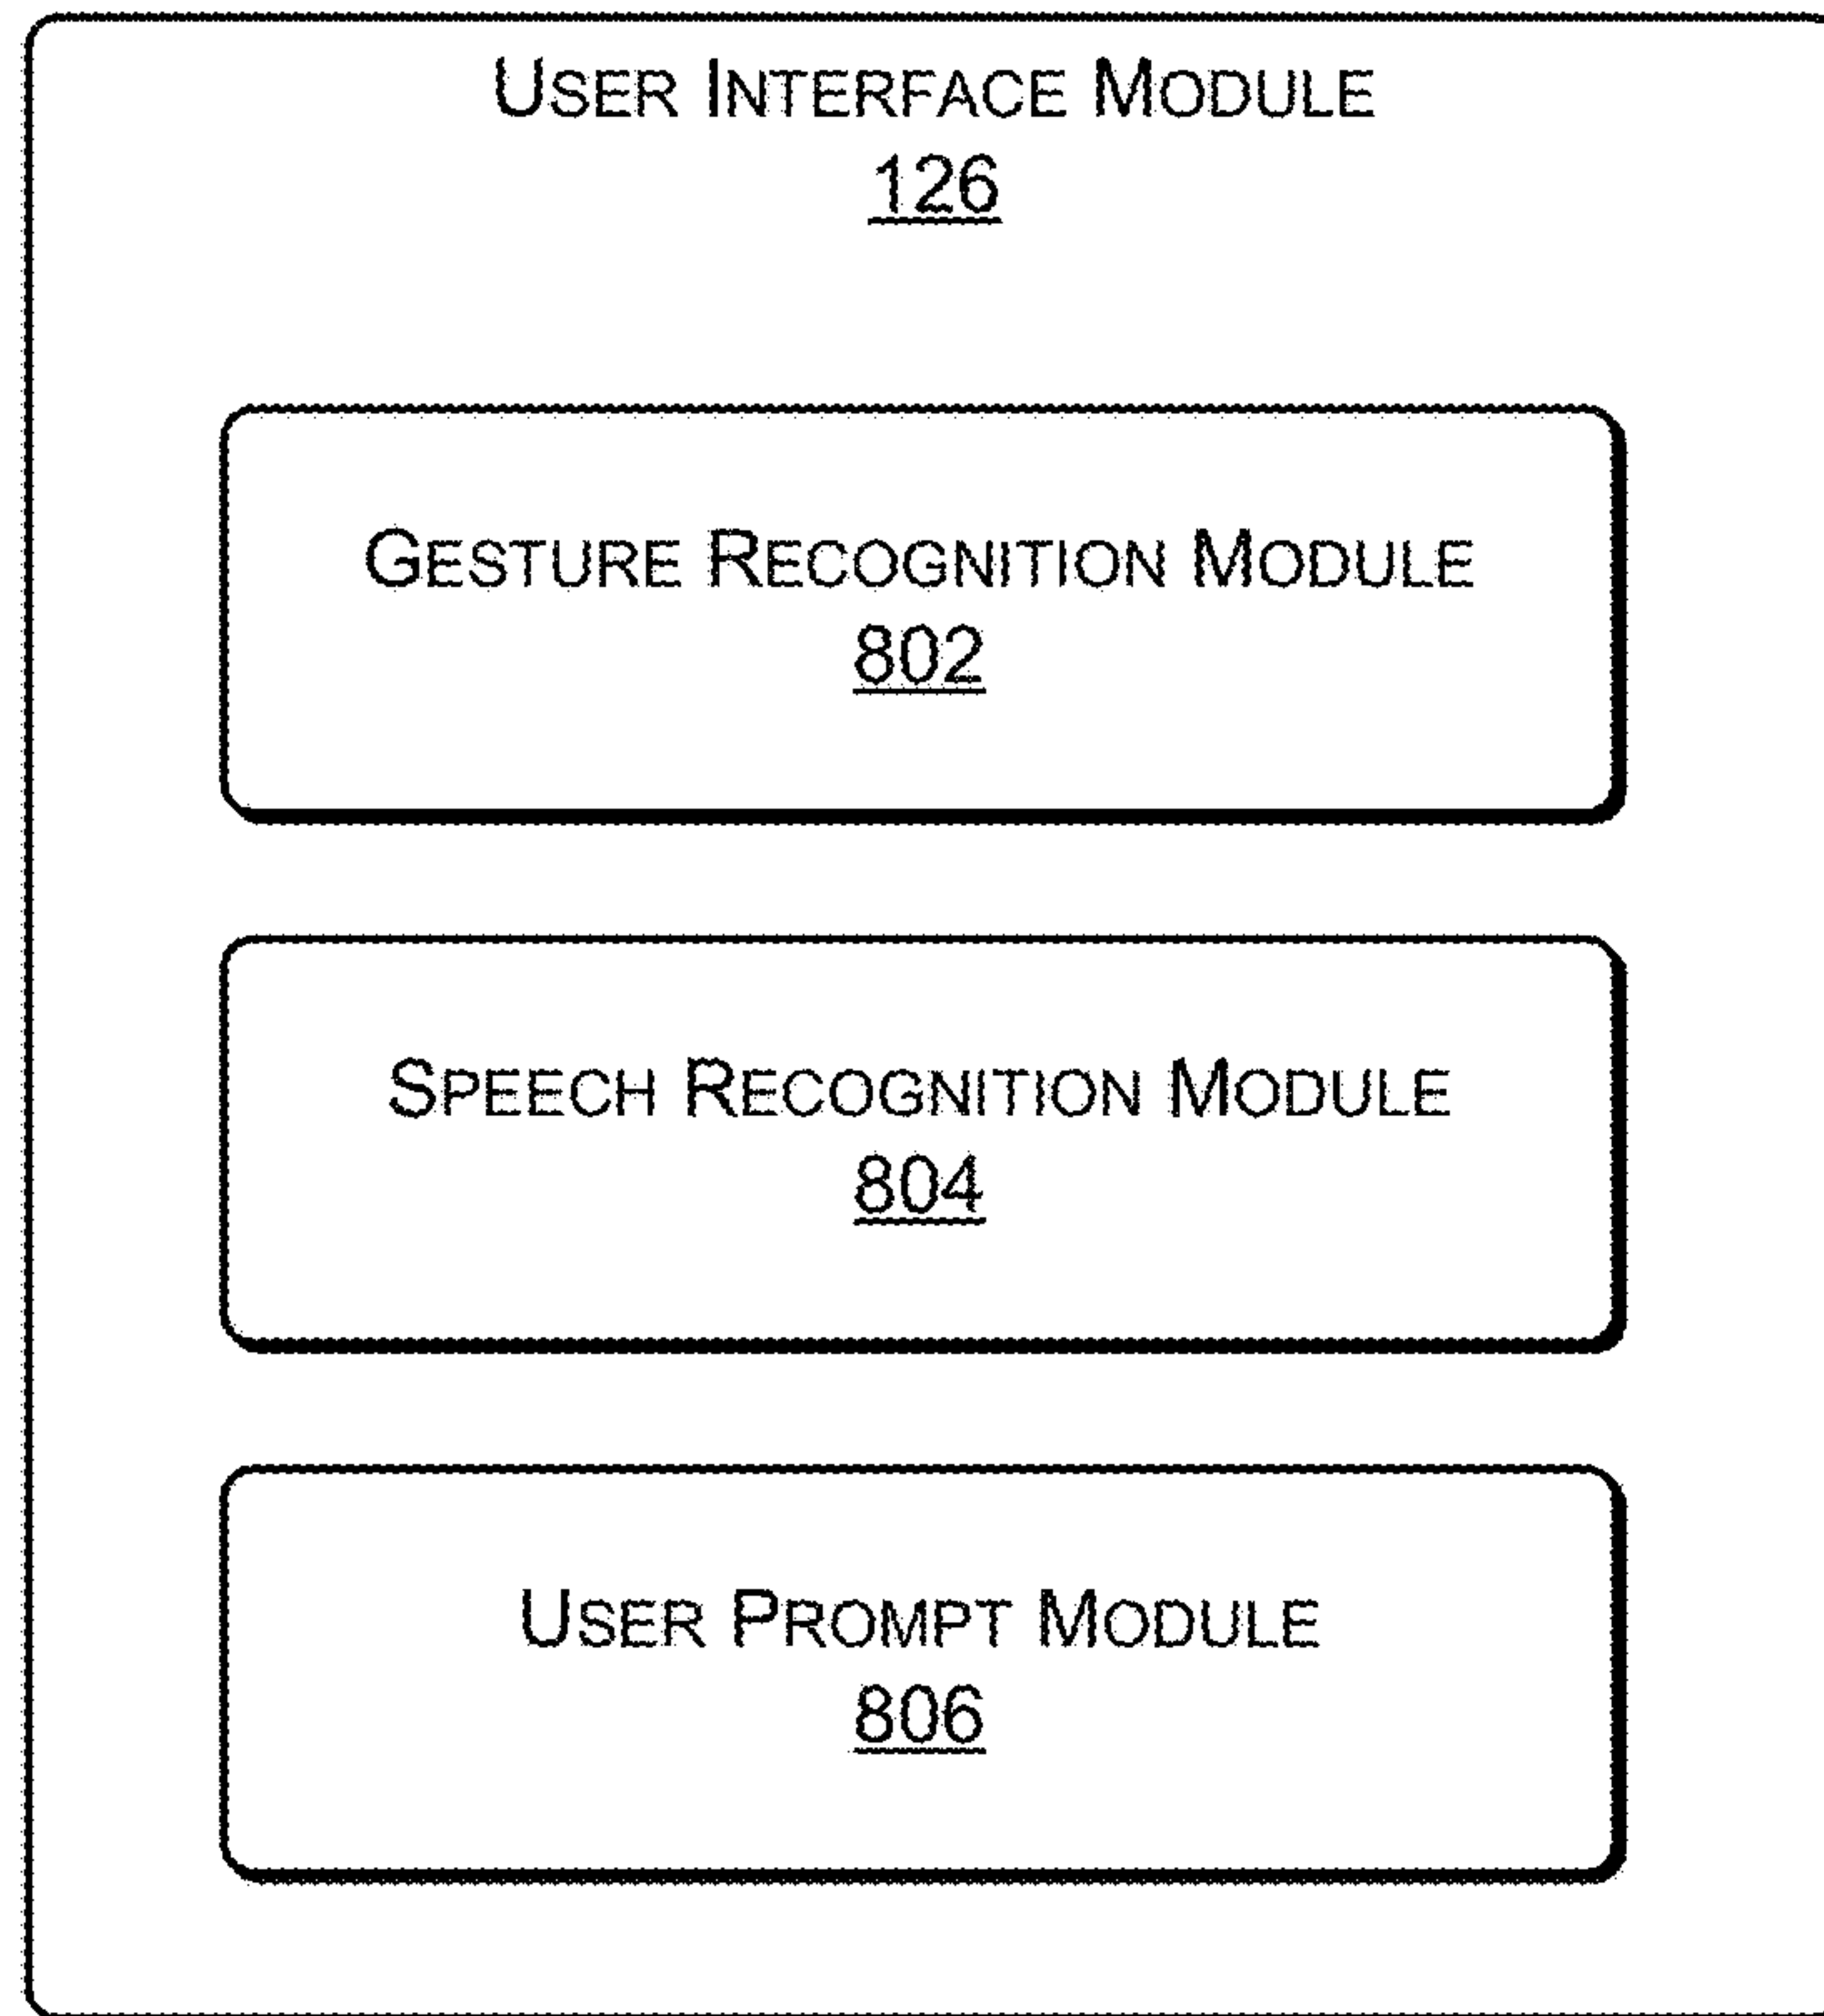 USER INTERFACE MODULE
126
GESTURE RECOGNITION MODULE
802
SPEECH RECOGNITION MODULE
804
USER PROMPT MODULE
806